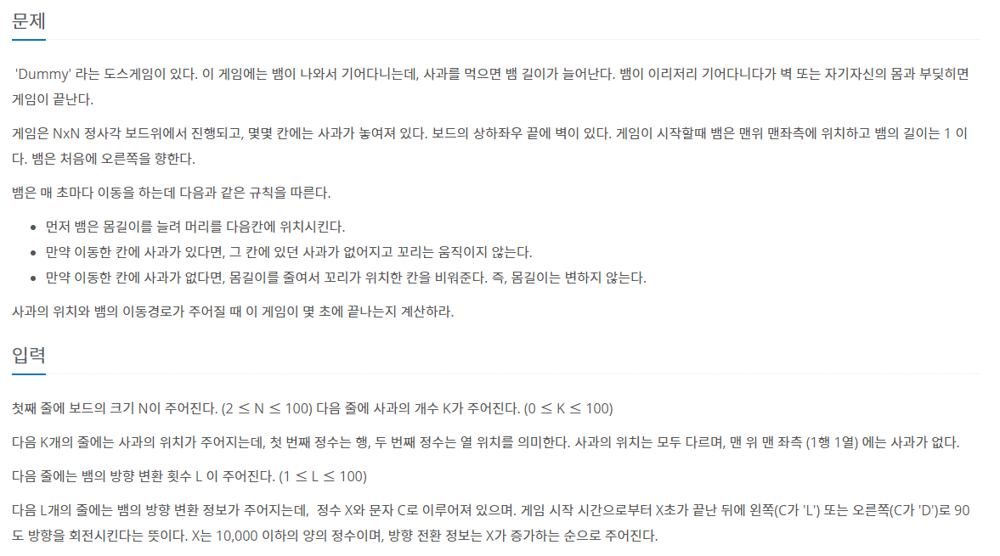 문제
'Dummy' 라는 도스게임이 있다. 이 게임에는 뱀이 나와서 기어다니는데, 사과를 먹으면 뱀 길이가 늘어난다. 뱀이 이리저리 기어다니다가 벽 또는 자기자신의 몸과 부딪히면
게임이 끝난다.
게임은 NxN 정사각 보드위에서 진행되고, 몇몇 칸에는 사과가 놓여져 있다. 보드의 상하좌우 끝에 벽이 있다. 게임이 시작할때 뱀은 맨위 맨좌측에 위치하고 뱀의 길이는 1 이
다. 뱀은 처음에 오른쪽을 향한다.
뱀은 매 초마다 이동을 하는데 다음과 같은 규칙을 따른다.
• 먼저 뱀은 몸길이를 늘려 머리를 다음칸에 위치시킨다.
• 만약 이동한 칸에 사과가 있다면, 그 칸에 있던 사과가 없어지고 꼬리는 움직이지 않는다.
• 만약 이동한 칸에 사과가 없다면, 몸길이를 줄여서 꼬리가 위치한 칸을 비워준다. 즉, 몸길이는 변하지 않는다.
사과의 위치와 뱀의 이동경로가 주어질 때 이 게임이 몇 초에 끝나는지 계산하라.
입력
첫째 줄에 보드의 크기 N이 주어진다. (2 ≤ N ≤ 100) 다음 줄에 사과의 개수 K가 주어진다. (0 ≤ K ≤ 100)
다음 K개의 줄에는 사과의 위치가 주어지는데, 첫 번째 정수는 행, 두 번째 정수는 열 위치를 의미한다. 사과의 위치는 모두 다르며, 맨 위 맨 좌측 (1행 1열) 에는 사과가 없다.
다음 줄에는 뱀의 방향 변환 횟수 L 이 주어진다. (1 ≤ L ≤ 100)
다음 L개의 줄에는 뱀의 방향 변환 정보가 주어지는데, 정수 X와 문자 C로 이루어져 있으며. 게임 시작 시간으로부터 X초가 끝난 뒤에 왼쪽(C가 'L') 또는 오른쪽(C가 'D')로 90
도 방향을 회전시킨다는 뜻이다. X는 10,000 이하의 양의 정수이며, 방향 전환 정보는 X가 증가하는 순으로 주어진다.